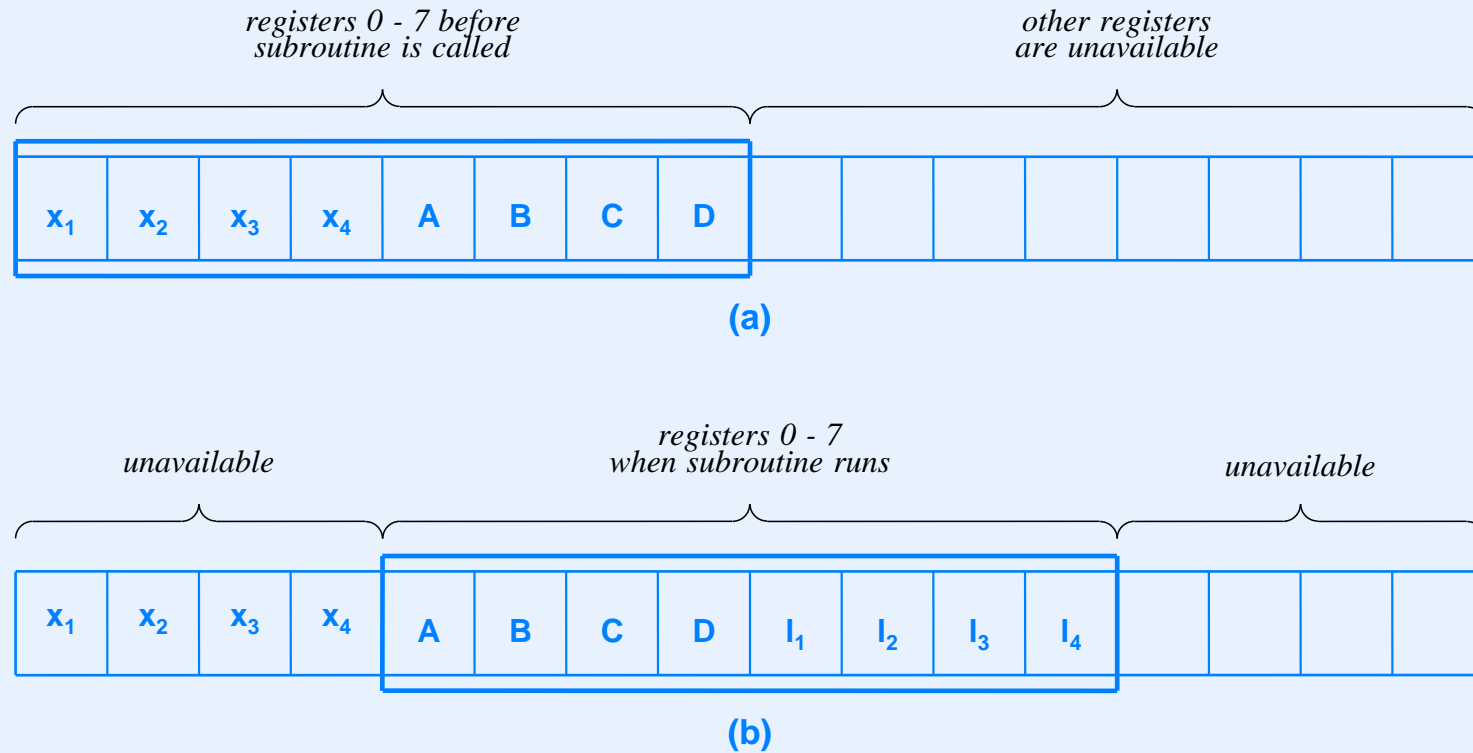 registers 0 - 7 before
subroutine is called
other registers
are unavailable
x₁ x₂ x₃ x₄ A B C D
(a)
unavailable
registers 0 - 7
when subroutine runs
unavailable
x₁ x₂ x₃ x₄ A B C D l₁ l₂ l₃ l₄
(b)